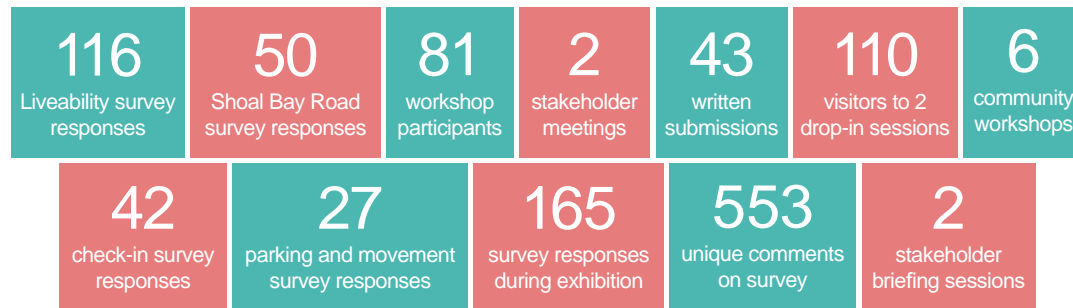 116
Liveability survey
responses
50
Shoal Bay Road
survey responses
81
workshop
participants
2
stakeholder
meetings
43
written
submissions
110
visitors to 2
drop-in sessions
6
community
workshops
42
check-in survey
responses
27
parking and movement
survey responses
165
survey responses
during exhibition
553
unique comments
on survey
2
stakeholder
briefing sessions